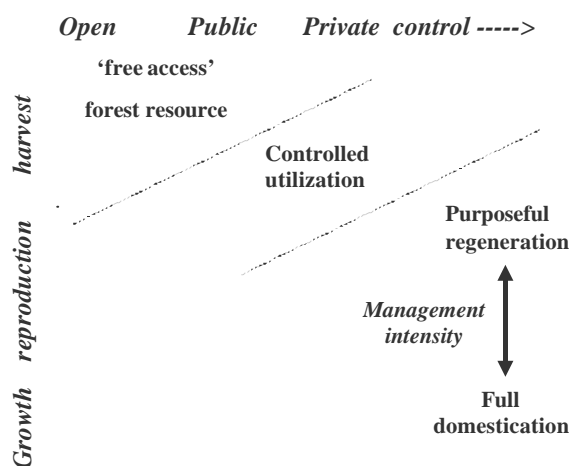 Open Public Private control ----->
‘free access’
forest resource
Controlled
utilization
Purposeful
regeneration
Management
intensity
Full
domestication
harvest
reproduction
Growth